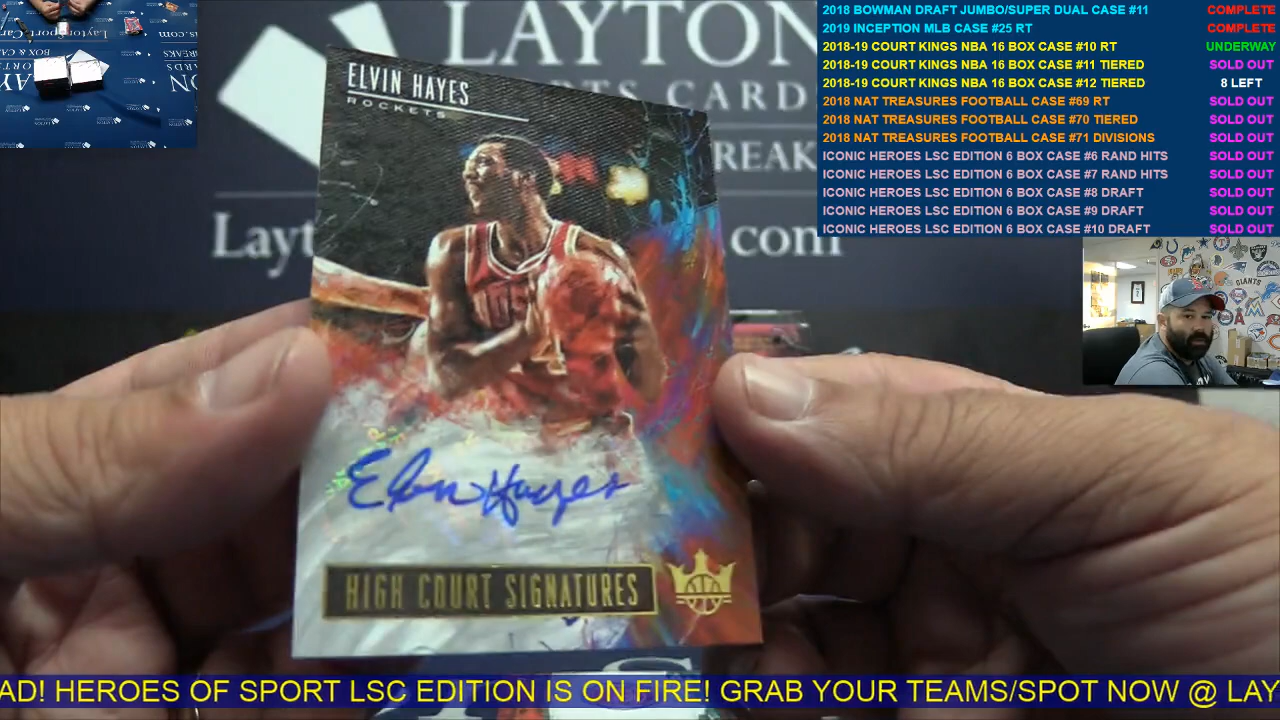 2018 BOWMAN DRAFT JUMBO/SUPER DUAL CASE #11 COMPLETE
2019 INCEPTION MLB CASE #25 RT COMPLETE
2018-19 COURT KINGS NBA 16 BOX CASE #10 RT UNDERWAY
2018-19 COURT KINGS NBA 16 BOX CASE #11 TIERED SOLD OUT
2018-19 COURT KINGS NBA 16 BOX CASE #12 TIERED 8 LEFT
2018 NAT TREASURES FOOTBALL CASE #69 RT SOLD OUT
2018 NAT TREASURES FOOTBALL CASE #70 TIERED SOLD OUT
2018 NAT TREASURES FOOTBALL CASE #71 DIVISIONS SOLD OUT
ICONIC HEROES LSC EDITION 6 BOX CASE #6 RAND HITS SOLD OUT
ICONIC HEROES LSC EDITION 6 BOX CASE #7 RAND HITS SOLD OUT
ICONIC HEROES LSC EDITION 6 BOX CASE #8 DRAFT SOLD OUT
ICONIC HEROES LSC EDITION 6 BOX CASE #9 DRAFT SOLD OUT
ICONIC HEROES LSC EDITION 6 BOX CASE #10 DRAFT SOLD OUT
LAYTON
TS CARD
REAK
Layt
com
ELVIN HAYES
ROCKETS
Elvin Hayes
HIGH COURT SIGNATURES
AD! HEROES OF SPORT LSC EDITION IS ON FIRE! GRAB YOUR TEAMS/SPOT NOW @ LAY